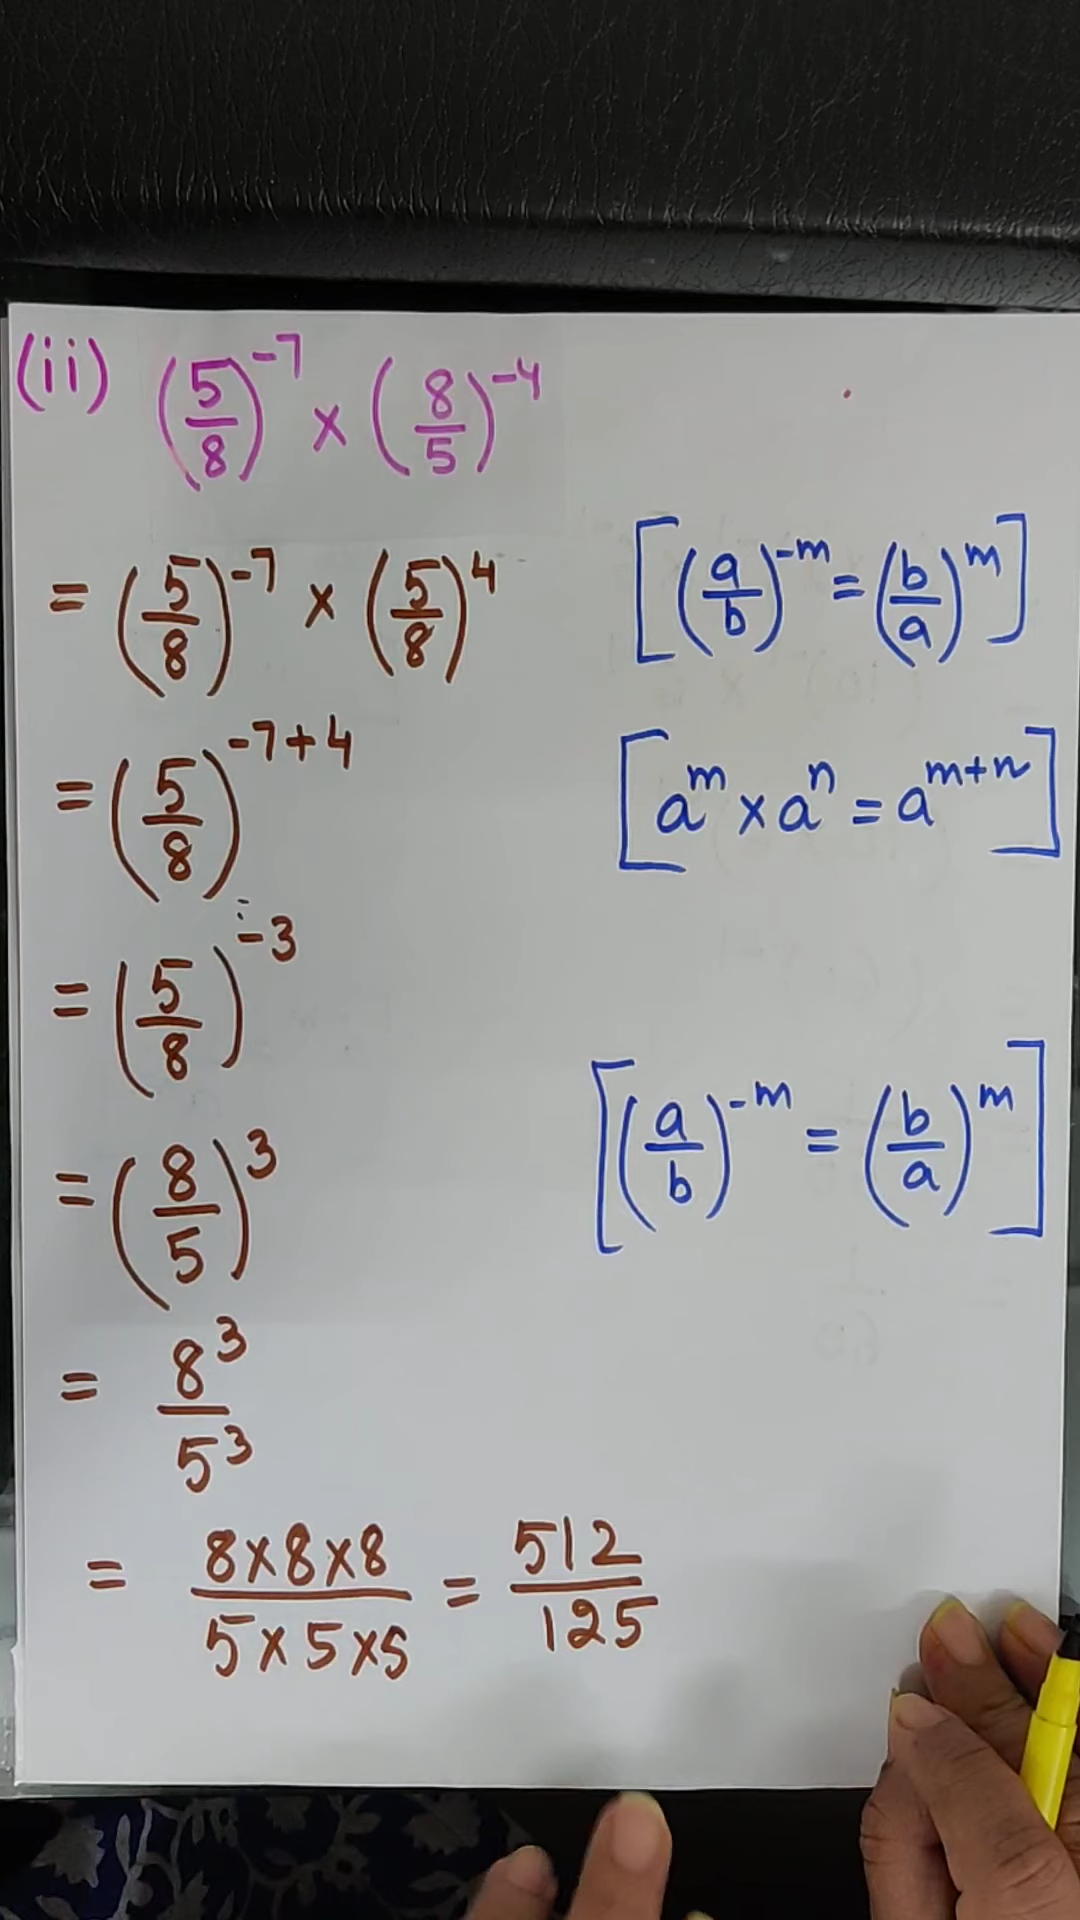 (ii) (5/8)^-7 × (8/5)^-4
= (5/8)^-7 × (5/8)^4 [(a/b)^-m = (b/a)^m]
= (5/8)^-7+4 [a^m × a^n = a^m+n]
= (5/8)^-3
= (8/5)^3 [(a/b)^-m = (b/a)^m]
= 8^3/5^3
= 8×8×8/5×5×5 = 512/125